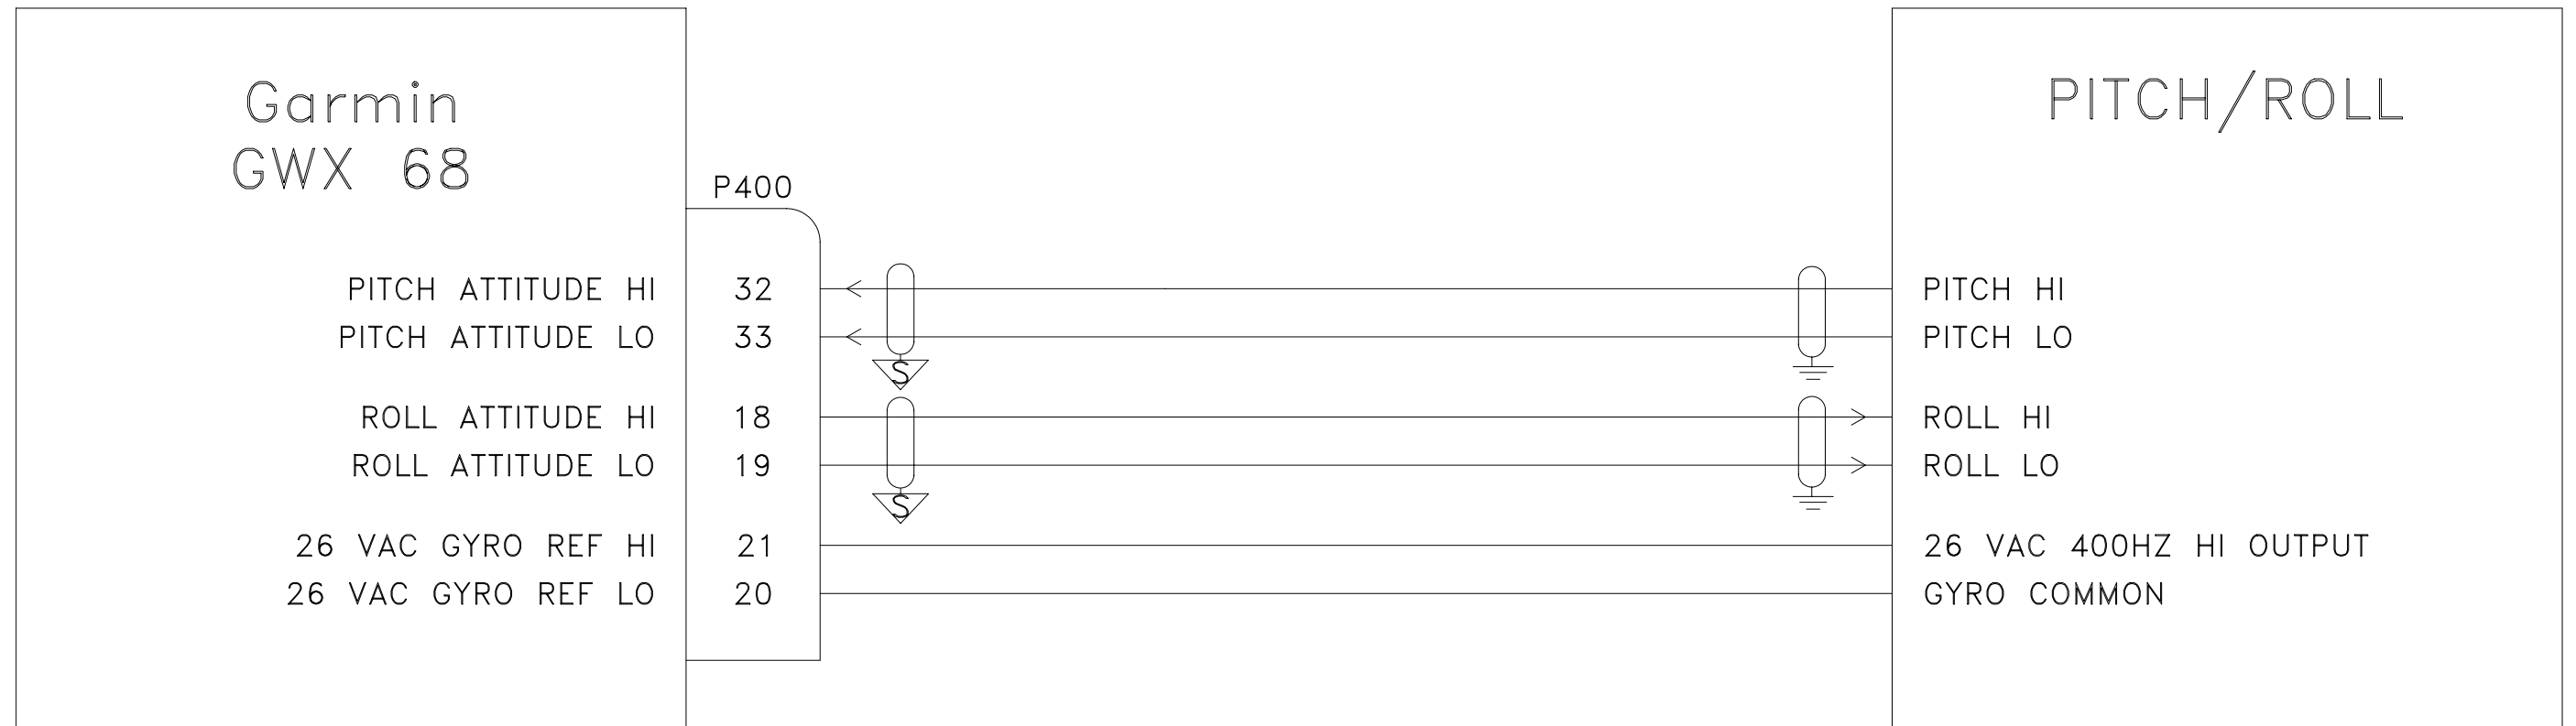 Garmin
GWX 68
PITCH/ROLL
P400
PITCH ATTITUDE HI 32 PITCH HI
PITCH ATTITUDE LO 33 PITCH LO
S
ROLL ATTITUDE HI 18 ROLL HI
ROLL ATTITUDE LO 19 ROLL LO
S
26 VAC GYRO REF HI 21 26 VAC 400HZ HI OUTPUT
26 VAC GYRO REF LO 20 GYRO COMMON